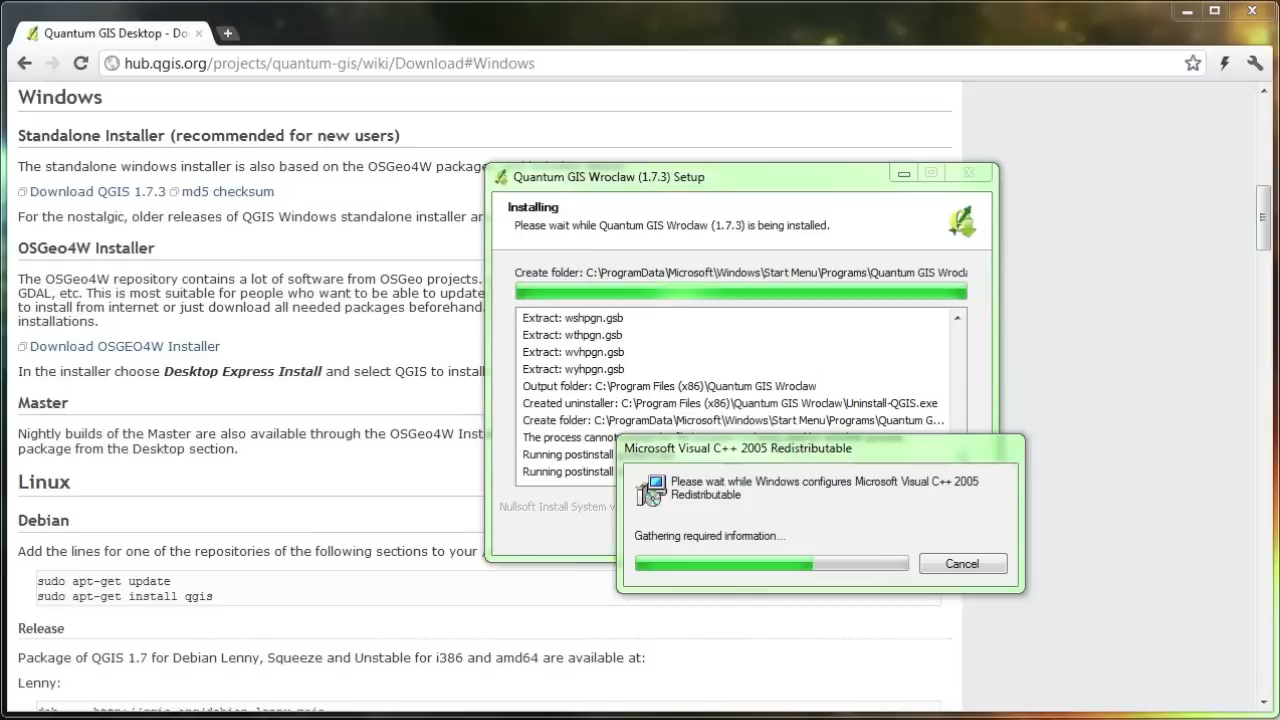 Quantum GIS Desktop - Do
hub.qgis.org/projects/quantum-gis/wiki/Download#Windows
Windows
Standalone Installer (recommended for new users)
The standalone windows installer is also based on the OSGeo4W package
Download QGIS 1.7.3 md5 checksum
For the nostalgic, older releases of QGIS Windows standalone installer
OSGeo4W Installer
The OSGeo4W repository contains a lot of software from OSGeo projects.
GDAL, etc. This is most suitable for people who want to be able to update
to install from internet or just download all needed packages beforehand.
installations.
Download OSGEO4W Installer
In the installer choose Desktop Express Install and select QGIS to
Master
Nightly builds of the Master are also available through the OSGeo4W
package from the Desktop section.
Linux
Debian
Add the lines for one of the repositories of the following sections to your
sudo apt-get update
sudo apt-get install qgis
Release
Package of QGIS 1.7 for Debian Lenny, Squeeze and Unstable for i386 and amd64 are available at:
Lenny:
Quantum GIS Wroclaw (1.7.3) Setup
Installing
Please wait while Quantum GIS Wroclaw (1.7.3) is being installed.
Create folder: C:\ProgramData\Microsoft\Windows\Start Menu\Programs\Quantum GIS Wrocla
Extract: wshpgn.gsb
Extract: wthpgn.gsb
Extract: wvhpgn.gsb
Extract: wyhpgn.gsb
Output folder: C:\Program Files (x86)\Quantum GIS Wroclaw
Created uninstaller: C:\Program Files (x86)\Quantum GIS Wroclaw\Uninstall-QGIS.exe
Create folder: C:\ProgramData\Microsoft\Windows\Start Menu\Programs\Quantum G...
The process cannot
Running postinstall
Running postinstall
Nullsoft Install System v
Microsoft Visual C++ 2005 Redistributable
Please wait while Windows configures Microsoft Visual C++ 2005
Redistributable
Gathering required information...
Cancel